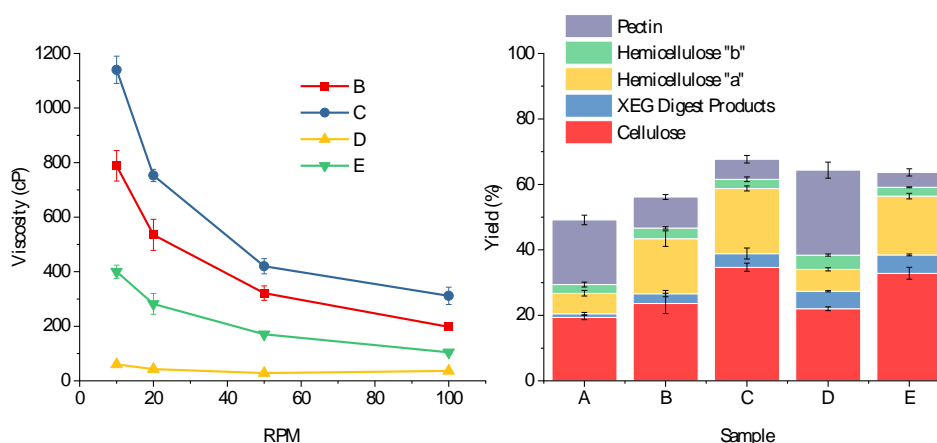 1200
1000
800
600
400
200
0
0
20
40
60
80
100
Viscosity (cP)
RPM
B
C
D
E
Pectin
Hemicellulose "b"
Hemicellulose "a"
XEG Digest Products
Cellulose
100
80
60
40
20
0
Yield (%)
A
B
C
D
E
Sample